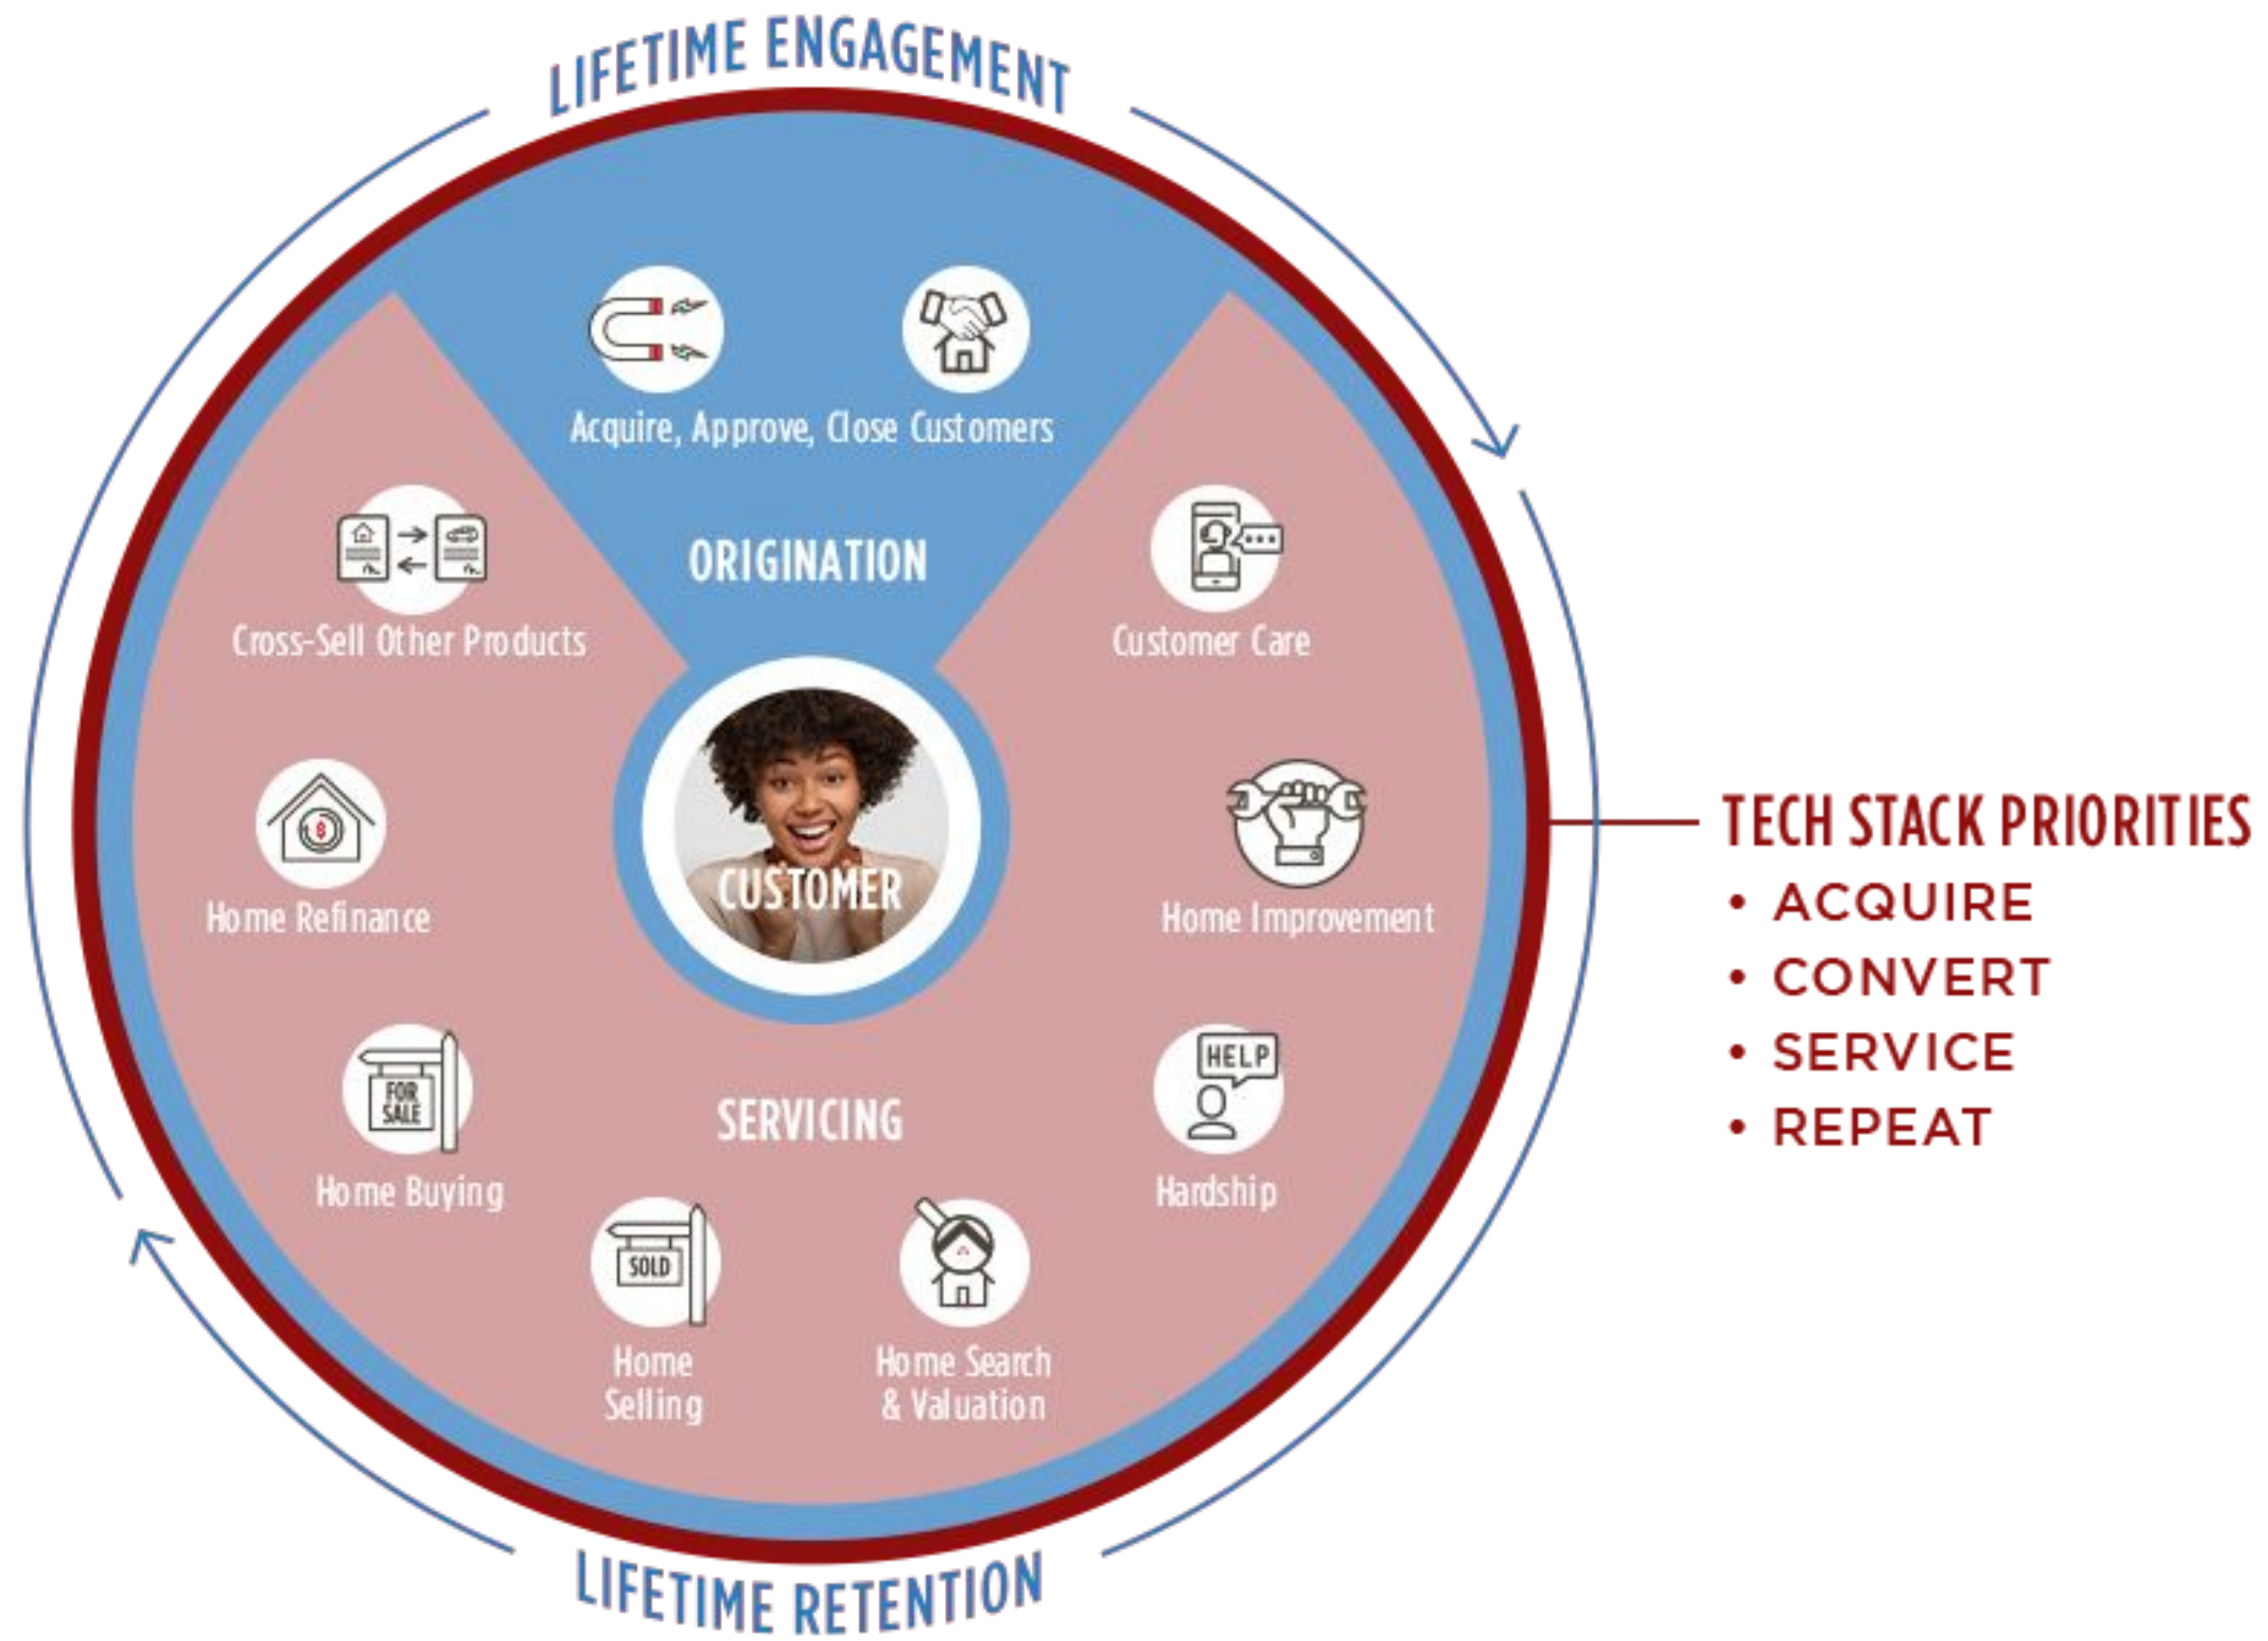 LIFETIME ENGAGEMENT
Acquire, Approve, Close Customers
ORIGINATION
Cross-Sell Other Products
Customer Care
Home Refinance
$
CUSTOMER
Home Improvement
FOR
SALE
Home Buying
SERVICING
HELP
Hardship
SOLD
Home
Selling
Home Search
& Valuation
LIFETIME RETENTION
TECH STACK PRIORITIES
• ACQUIRE
• CONVERT
• SERVICE
• REPEAT